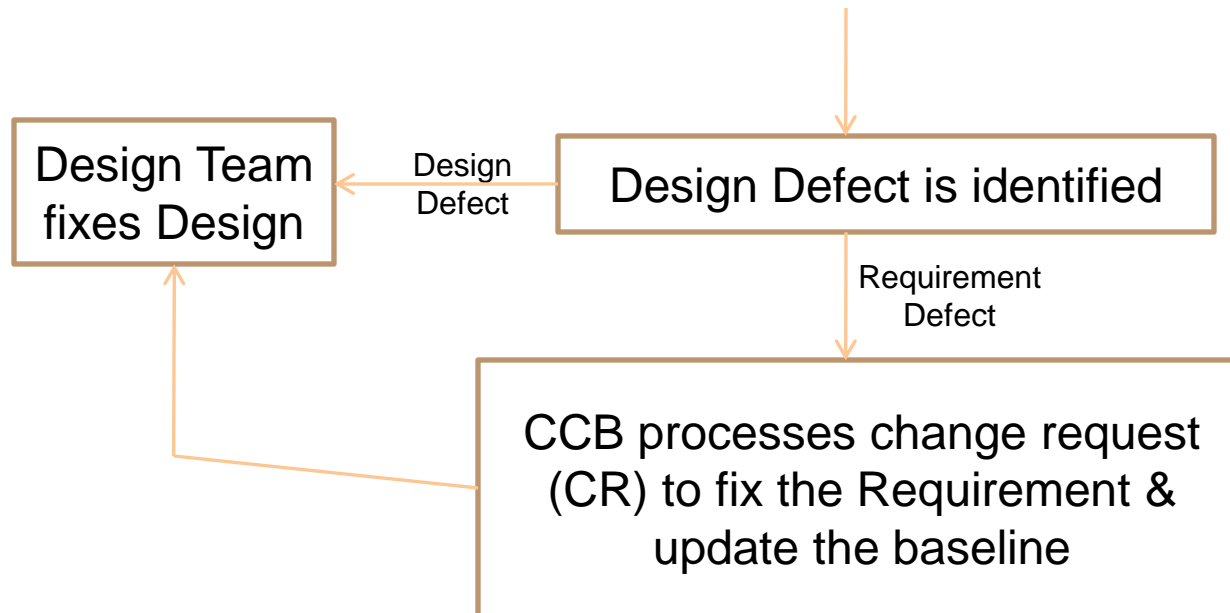 Design Team
fixes Design
Design
Defect
Design Defect is identified
Requirement
Defect
CCB processes change request
(CR) to fix the Requirement &
update the baseline